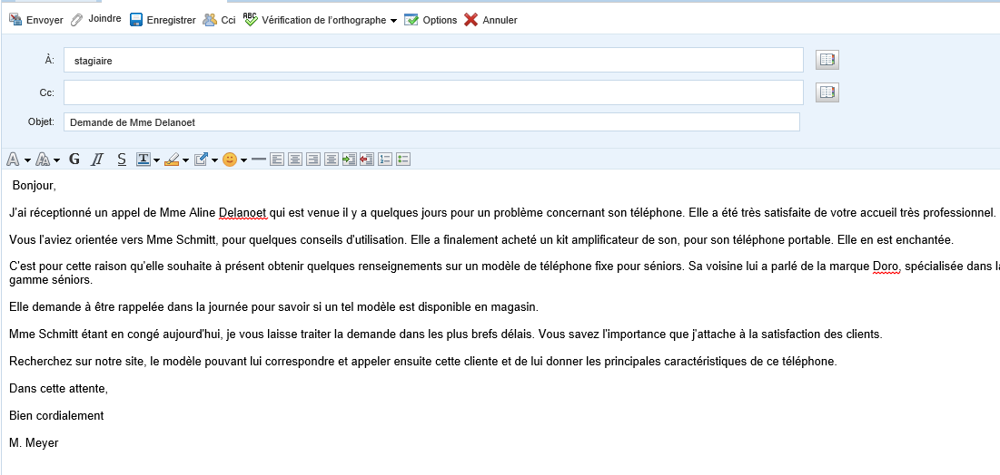 Envoyer Joindre Enregistrer Cci ABC Vérification de l'orthographe Options Annuler
À: stagiaire
Cc:
Objet: Demande de Mme Delanoet
A A G I S T
Bonjour,
J'ai réceptionné un appel de Mme Aline Delanoet qui est venue il y a quelques jours pour un problème concernant son téléphone. Elle a été très satisfaite de votre accueil très professionnel.
Vous l'aviez orientée vers Mme Schmitt, pour quelques conseils d'utilisation. Elle a finalement acheté un kit amplificateur de son, pour son téléphone portable. Elle en est enchantée.
C'est pour cette raison qu'elle souhaite à présent obtenir quelques renseignements sur un modèle de téléphone fixe pour séniors. Sa voisine lui a parlé de la marque Doro, spécialisée dans
gamme séniors.
Elle demande à être rappelée dans la journée pour savoir si un tel modèle est disponible en magasin.
Mme Schmitt étant en congé aujourd'hui, je vous laisse traiter la demande dans les plus brefs délais. Vous savez l'importance que j'attache à la satisfaction des clients.
Recherchez sur notre site, le modèle pouvant lui correspondre et appeler ensuite cette cliente et de lui donner les principales caractéristiques de ce téléphone.
Dans cette attente,
Bien cordialement
M. Meyer